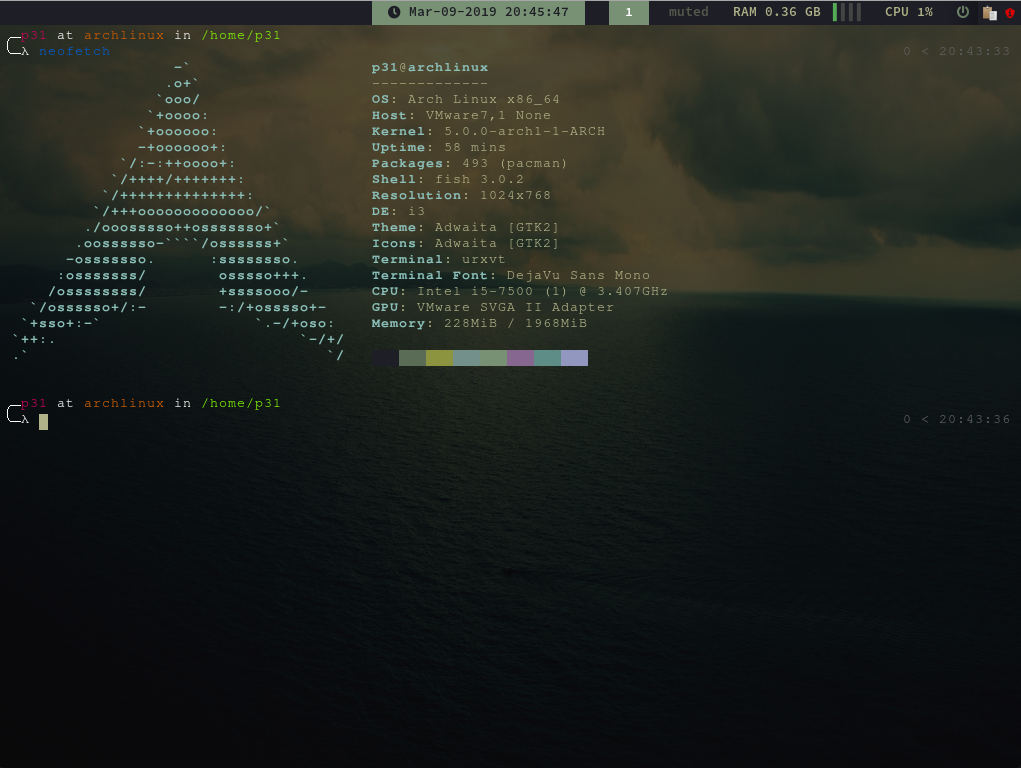 Mar-09-2019 20:45:47 1 muted RAM 0.36 GB CPU 1%
p31 at archlinux in /home/p31
λ neofetch 0 < 20:43:33
-` p31@archlinux
.o+` -------------
`ooo/ OS: Arch Linux x86_64
`+oooo: Host: VMware7,1 None
`+oooooo: Kernel: 5.0.0-arch1-1-ARCH
-+oooooo+: Uptime: 58 mins
`/:-:++oooo+: Packages: 493 (pacman)
`/++++/+++++++: Shell: fish 3.0.2
`/++++++++++++++: Resolution: 1024x768
`/+++ooooooooooooo/` DE: i3
./ooosssso++osssssso+` Theme: Adwaita [GTK2]
.oossssso-````/ossssss+` Icons: Adwaita [GTK2]
-osssssso. :ssssssso. Terminal: urxvt
:osssssss/ osssso+++. Terminal Font: DejaVu Sans Mono
/ossssssss/ +ssssooo/- CPU: Intel i5-7500 (1) @ 3.407GHz
`/ossssso+/:- -:/+osssso+- GPU: VMware SVGA II Adapter
`+sso+:-` `.-/+oso: Memory: 228MiB / 1968MiB
`++:. `-/+/
.` `/
p31 at archlinux in /home/p31
λ 0 < 20:43:36